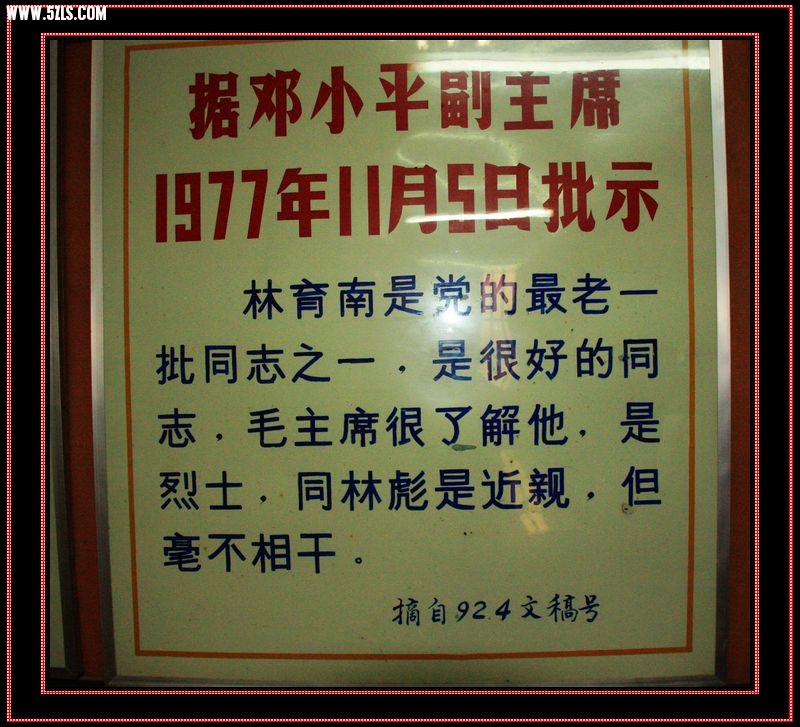 WWW.5ZLS.COM
据邓小平副主席
1977年11月5日批示
林育南是党的最老一
批同志之一，是很好的同
志，毛主席很了解他，是
烈士，同林彪是近亲，但
毫不相干。
摘自92.4文稿号